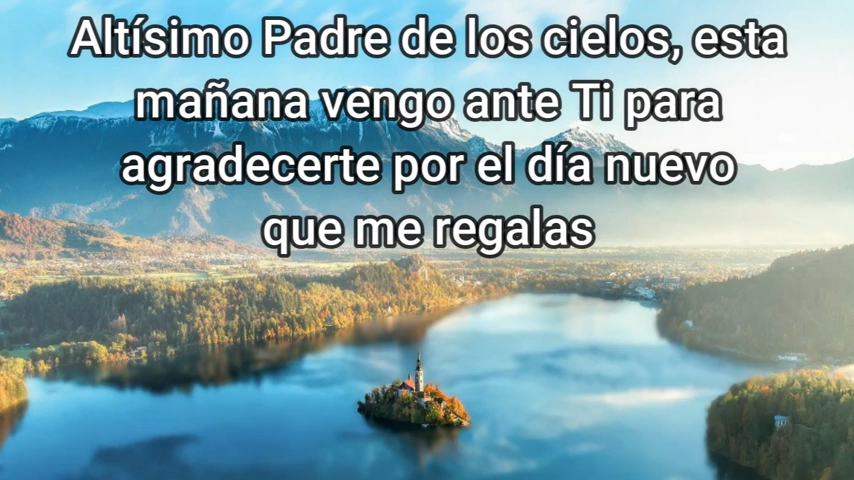 Altísimo Padre de los cielos, esta
mañana vengo ante Ti para
agradecerte por el día nuevo
que me regalas